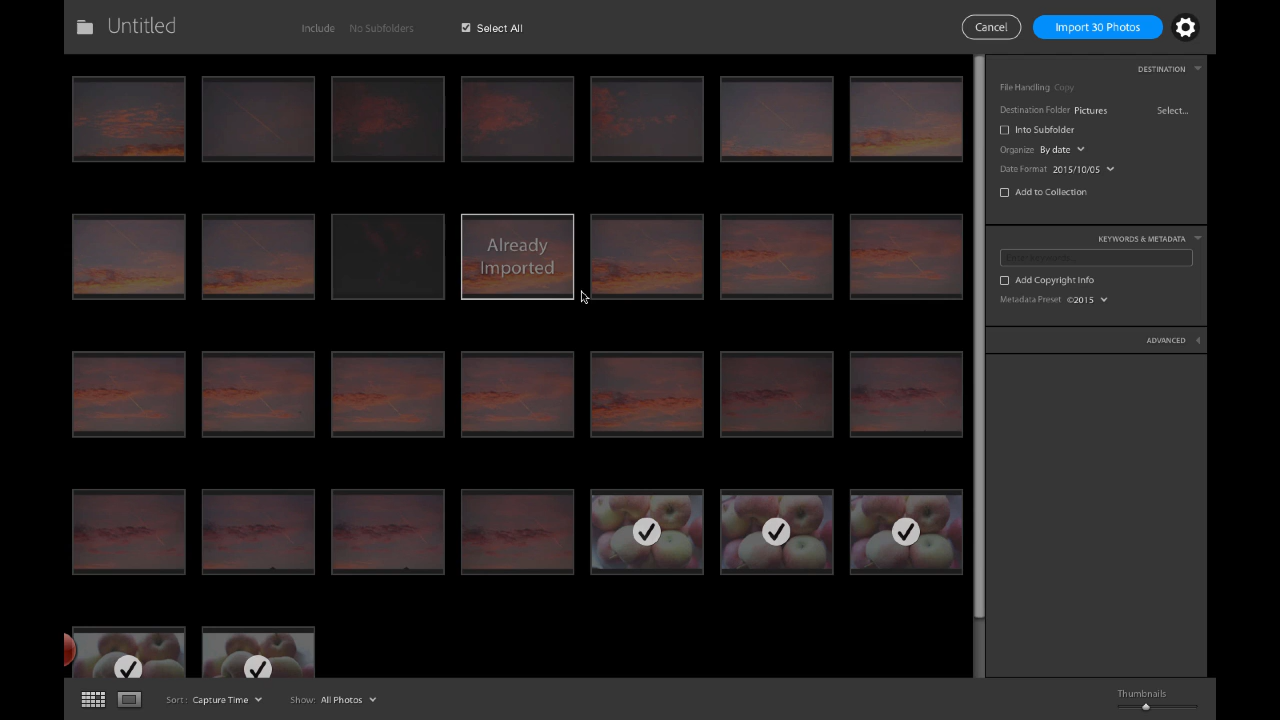 Untitled
Include No Subfolders
Select All
Cancel
Import 30 Photos
DESTINATION
File Handling Copy
Destination Folder Pictures Select...
Into Subfolder
Organize By date
Date Format 2015/10/05
Add to Collection
Already
Imported
KEYWORDS & METADATA
Enter keywords...
Add Copyright Info
Metadata Preset ©2015
ADVANCED
Sort: Capture Time
Show: All Photos
Thumbnails